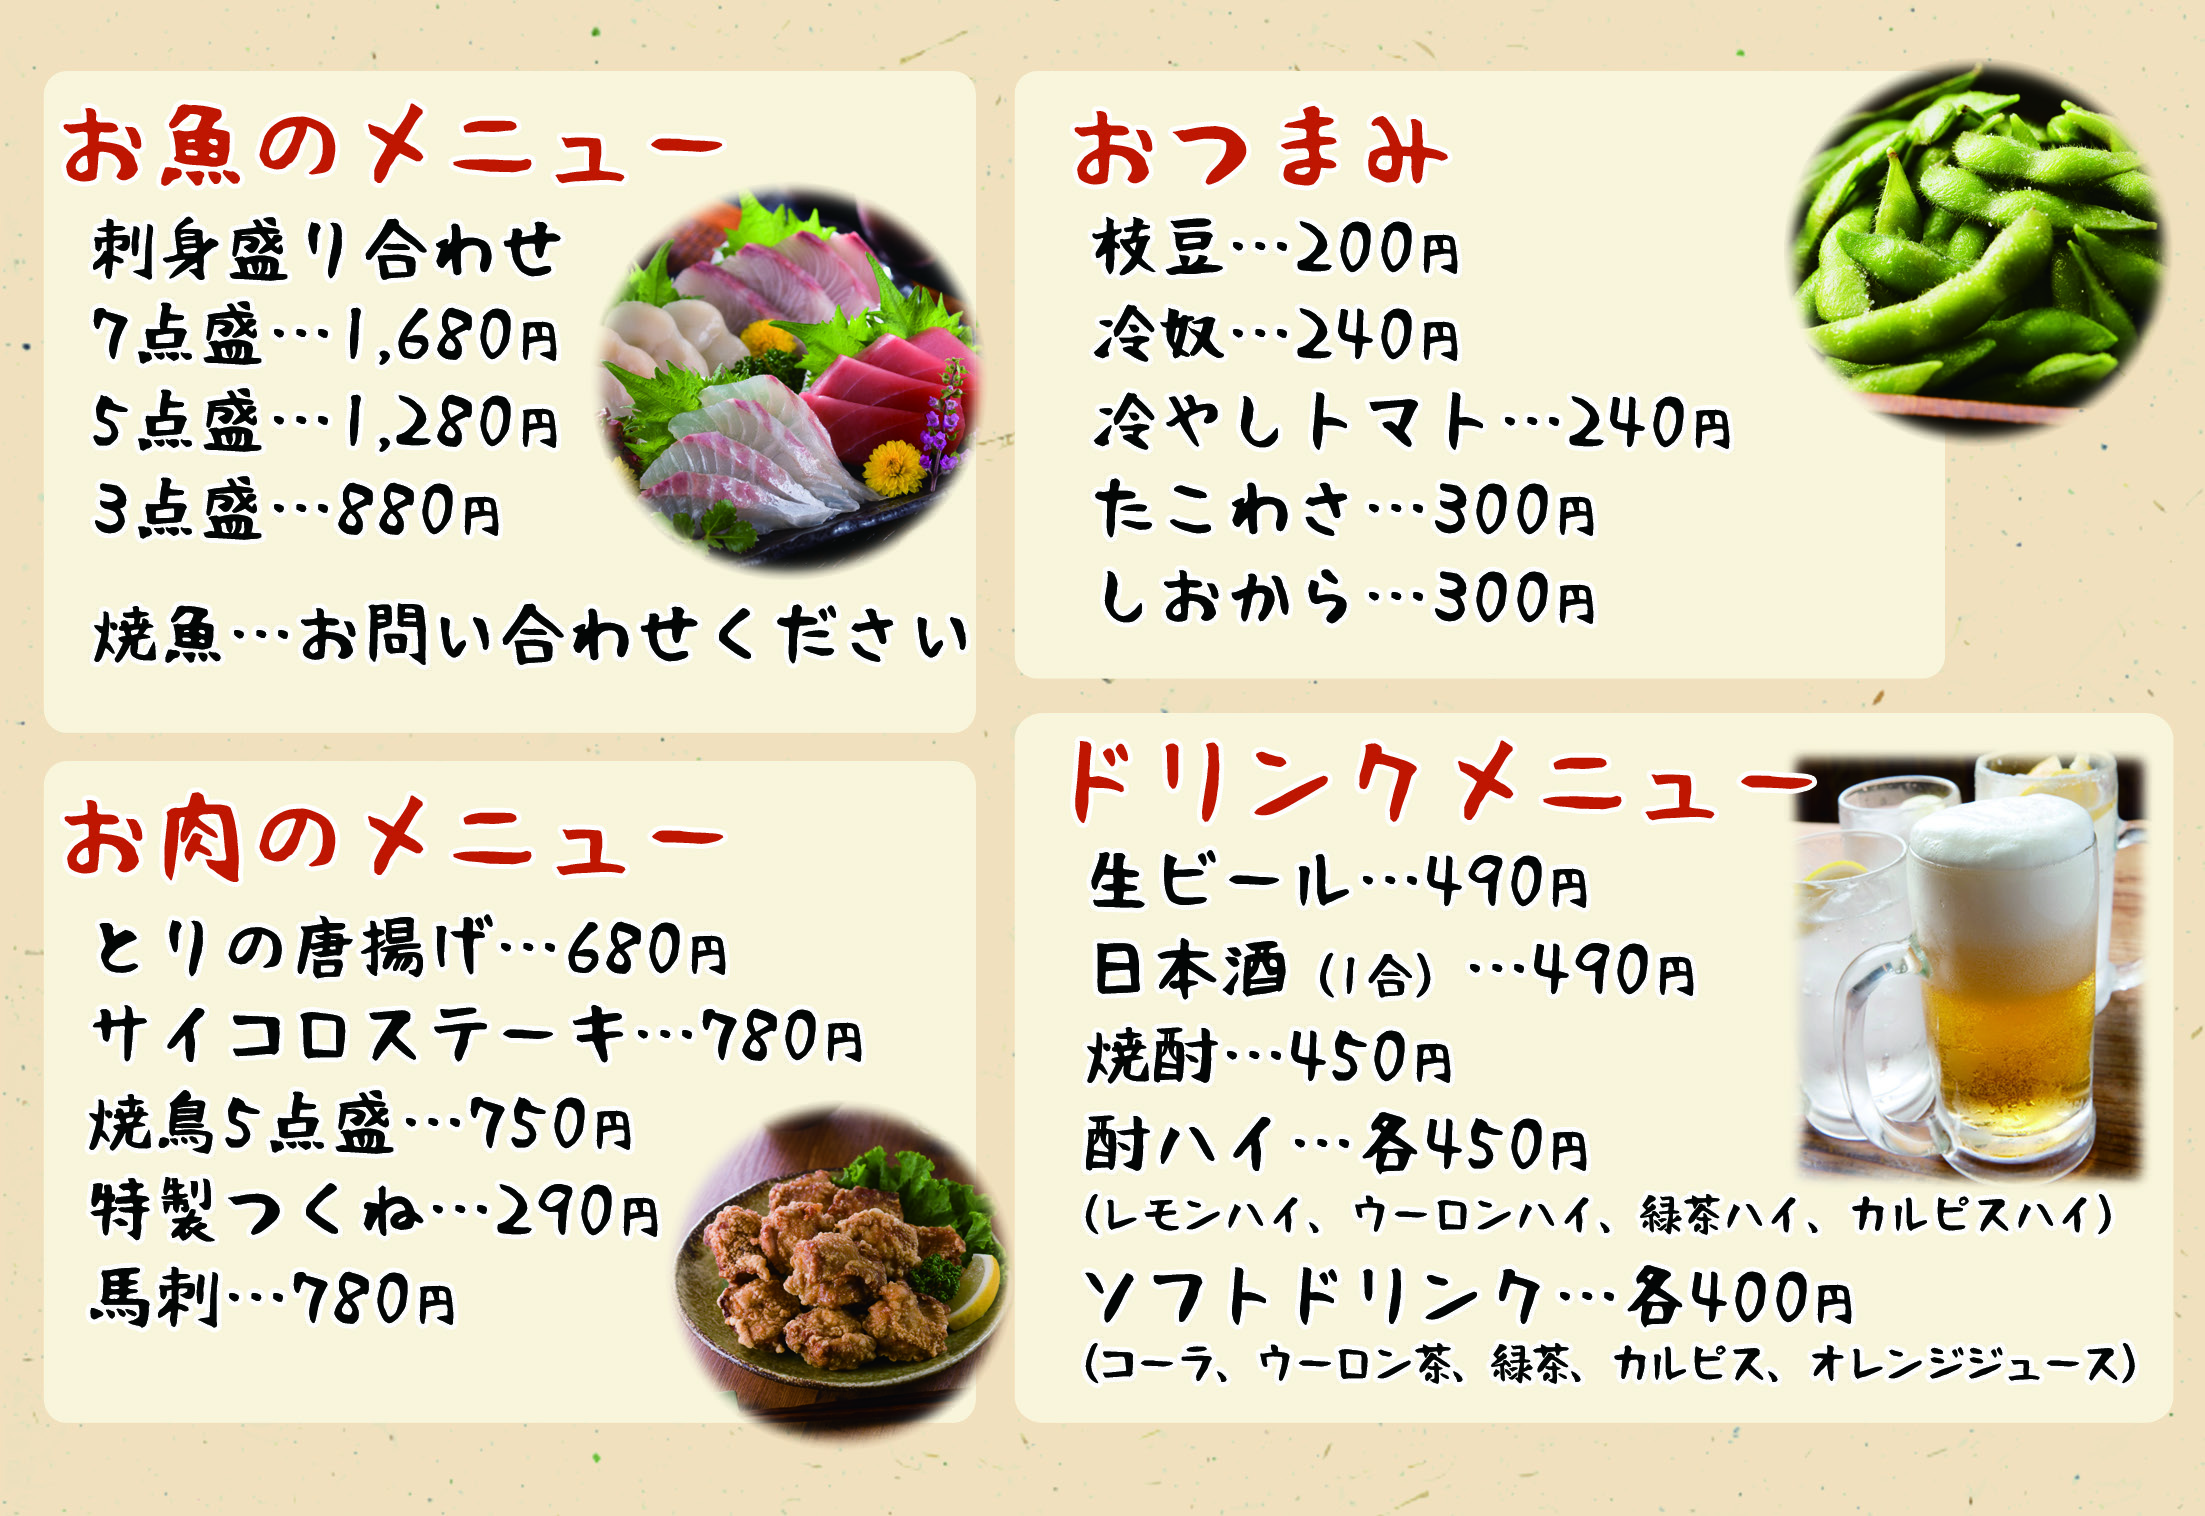 お魚のメニュー
刺身盛り合わせ
7点盛…1,680円
5点盛…1,280円
3点盛…880円
焼魚…お問い合わせください
お肉のメニュー
とりの唐揚げ…680円
サイコロステーキ…780円
焼鳥5点盛…750円
特製つくね…290円
馬刺…780円
おつまみ
枝豆…200円
冷奴…240円
冷やしトマト…240円
たこわさ…300円
しおから…300円
ドリンクメニュー
生ビール…490円
日本酒（1合）…490円
焼酎…450円
酎ハイ…各450円
(レモンハイ、ウーロンハイ、緑茶ハイ、カルピスハイ)
ソフトドリンク…各400円
(コーラ、ウーロン茶、緑茶、カルピス、オレンジジュース)